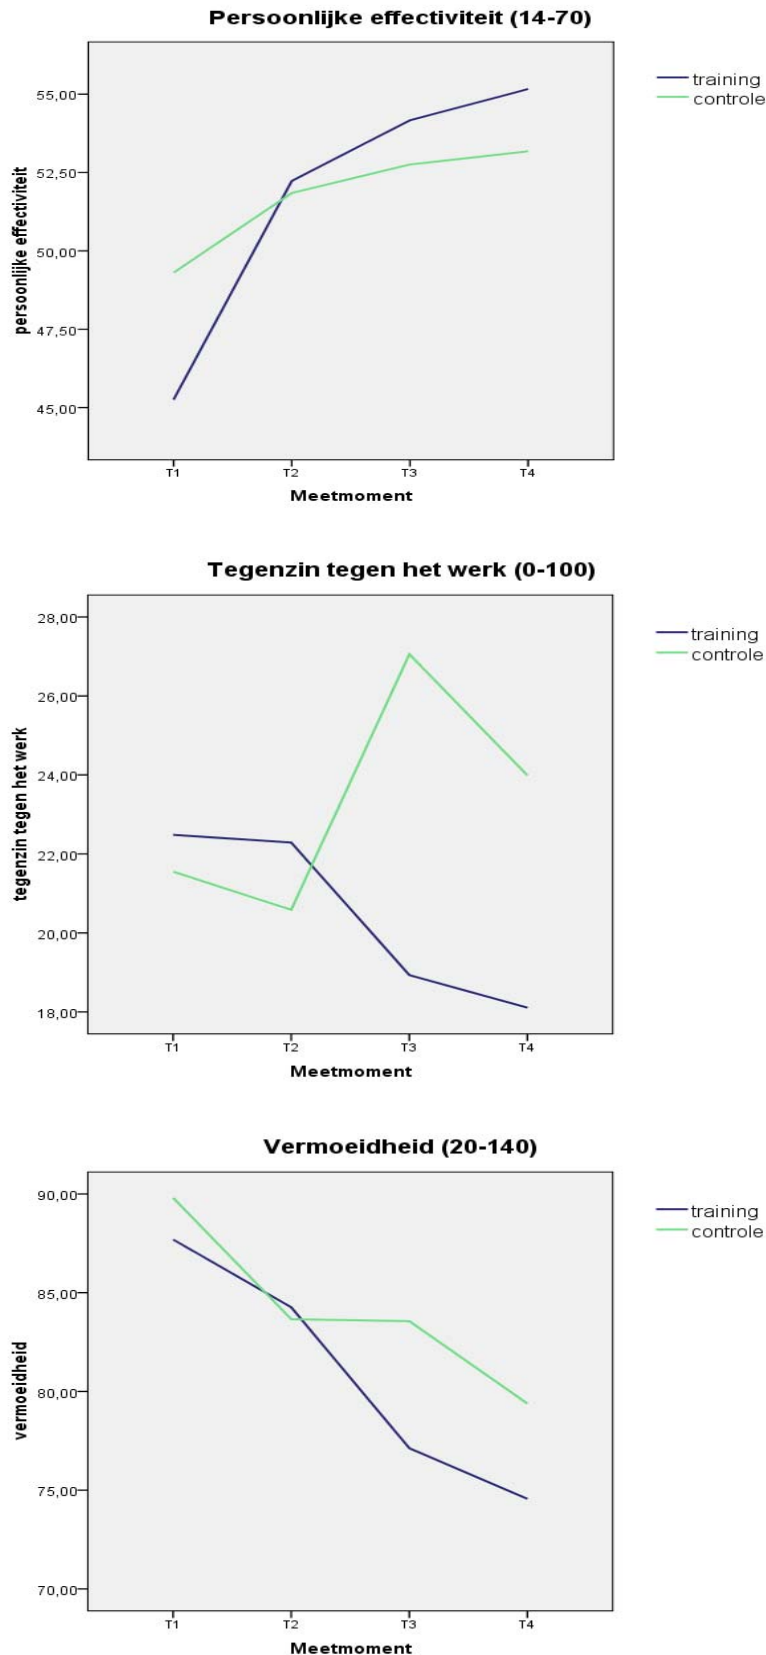 Persoonlijke effectiviteit (14-70)
training
controle
persoonlijke effectiviteit
55,00
52,50
50,00
47,50
45,00
T1 T2 T3 T4
Meetmoment
Tegenzin tegen het werk (0-100)
training
controle
tegenzin tegen het werk
28,00
26,00
24,00
22,00
20,00
18,00
T1 T2 T3 T4
Meetmoment
Vermoeidheid (20-140)
training
controle
vermoeidheid
90,00
85,00
80,00
75,00
70,00
T1 T2 T3 T4
Meetmoment